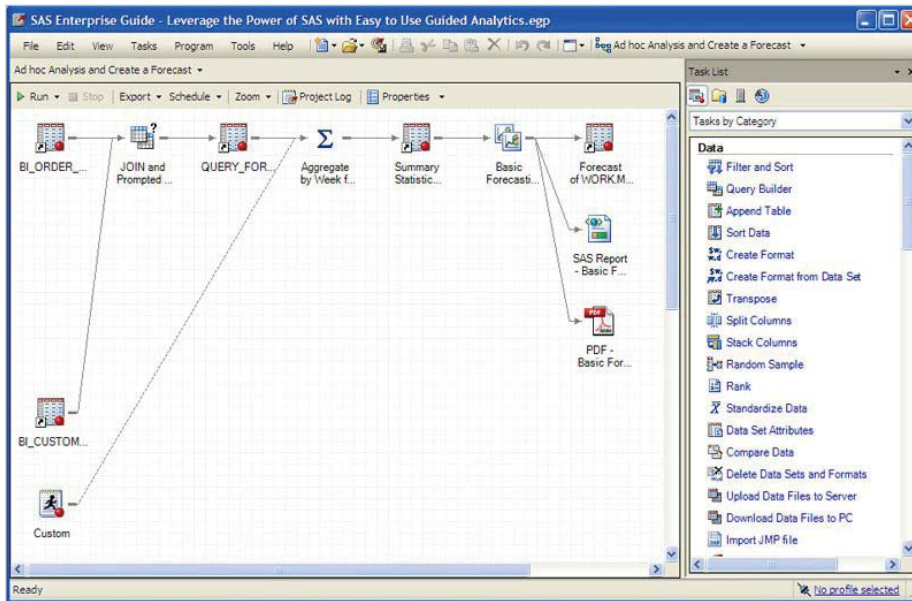 SAS Enterprise Guide - Leverage the Power of SAS with Easy to Use Guided Analytics.egp
File Edit View Tasks Program Tools Help Ad hoc Analysis and Create a Forecast
Ad hoc Analysis and Create a Forecast
Run Stop Export Schedule Zoom Project Log Properties
BI_ORDER_...
JOIN and
Prompted ...
QUERY_FOR...
Aggregate
by Week f...
Summary
Statistic...
Basic
Forecasti...
Forecast
of WORK.M...
SAS Report
- Basic F...
PDF
PDF -
Basic For...
BI_CUSTOM...
Custom
Ready
Task List
Tasks by Category
Data
Filter and Sort
Query Builder
Append Table
Sort Data
Create Format
Create Format from Data Set
Transpose
Split Columns
Stack Columns
Random Sample
Rank
Standardize Data
Data Set Attributes
Compare Data
Delete Data Sets and Formats
Upload Data Files to Server
Download Data Files to PC
Import JMP file
No profile selected